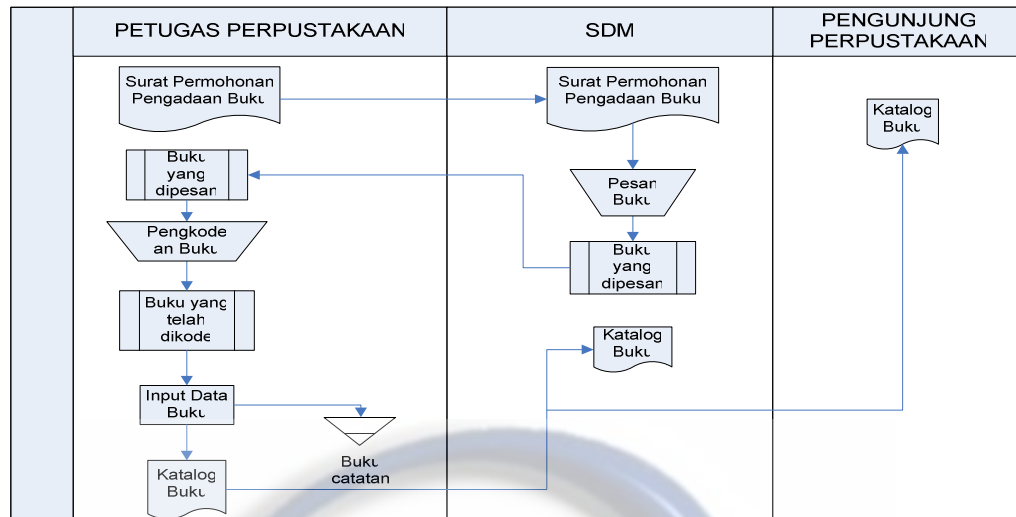 PETUGAS PERPUSTAKAAN
SDM
PENGUNJUNG
PERPUSTAKAAN
Surat Permohonan
Pengadaan Buku
Buku
yang
dipesan
Pengkode
an Buku
Buku yang
telah
dikode
Input Data
Buku
Buku
catatan
Katalog
Buku
Surat Permohonan
Pengadaan Buku
Pesan
Buku
Buku
yang
dipesan
Katalog
Buku
Katalog
Buku